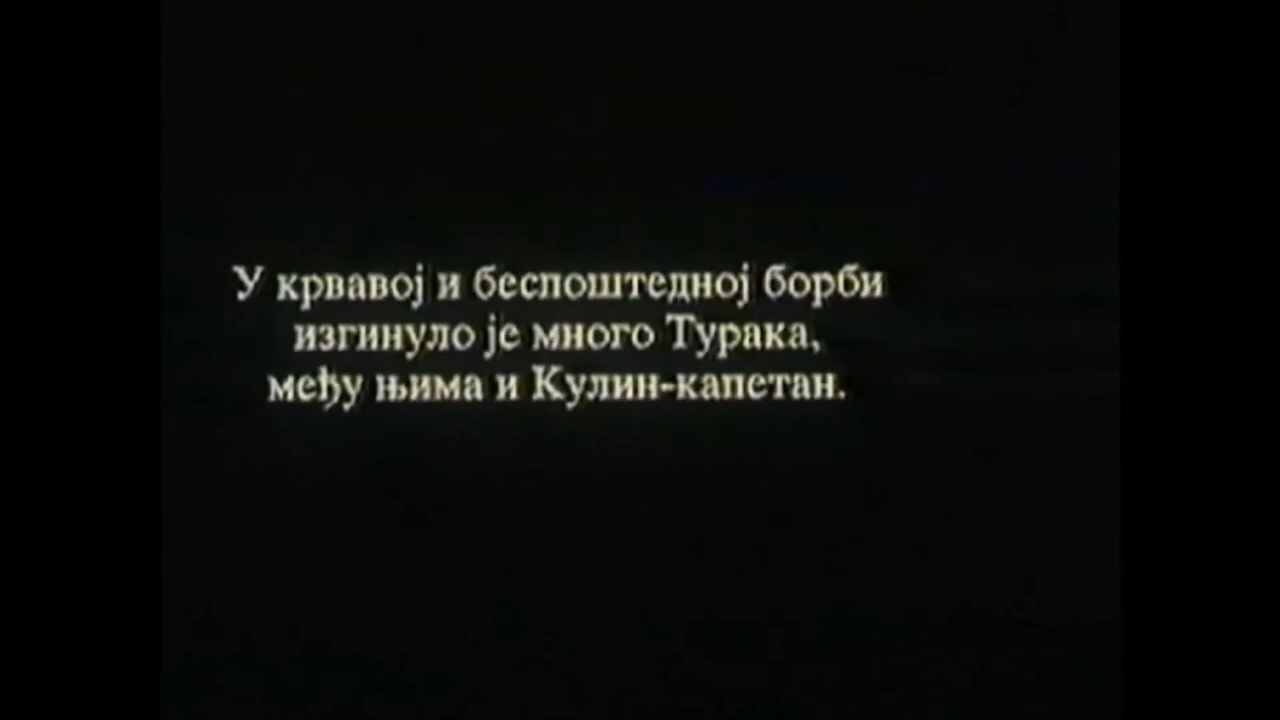 У крвавој и беспоштедној борби
изгинуло је много Турака,
међу њима и Кулин-капетан.